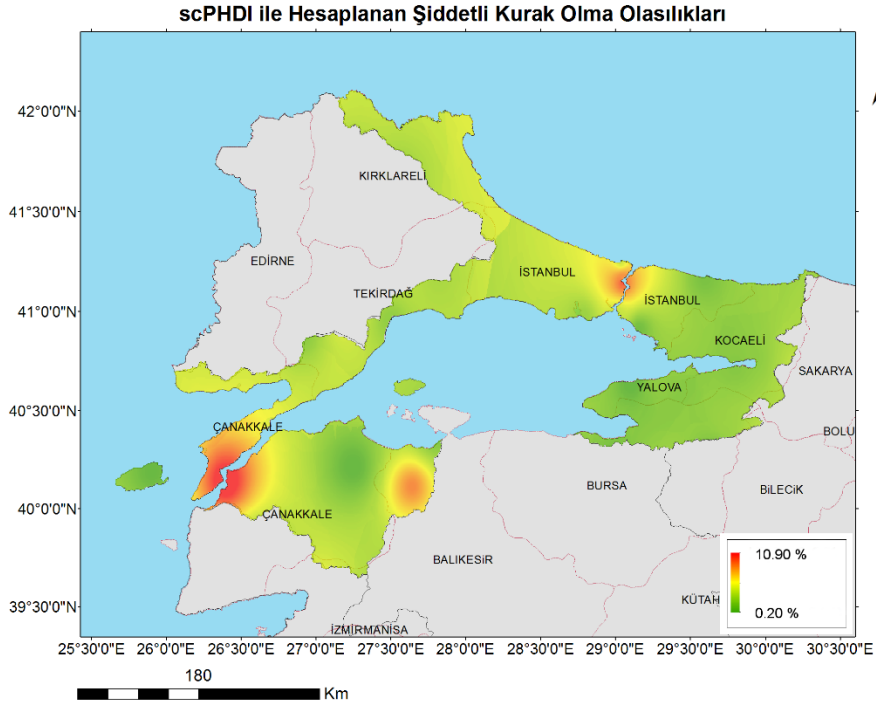 scPHDI ile Hesaplanan Şiddetli Kurak Olma Olasılıkları
42°0'0"N
KIRKLARELİ
41°30'0"N
EDİRNE
İSTANBUL
TEKİRDAĞ
İSTANBUL
41°0'0"N
KOCAELİ
SAKARYA
YALOVA
40°30'0"N
ÇANAKKALE
BOLU
40°0'0"N
BURSA
BİLECİK
ÇANAKKALE
BALIKESİR
10.90 %
39°30'0"N
KÜTAH
0.20 %
İZMİRMANİSA
25°30'0"E 26°0'0"E 26°30'0"E 27°0'0"E 27°30'0"E 28°0'0"E 28°30'0"E 29°0'0"E 29°30'0"E 30°0'0"E 30°30'0"E
180
Km